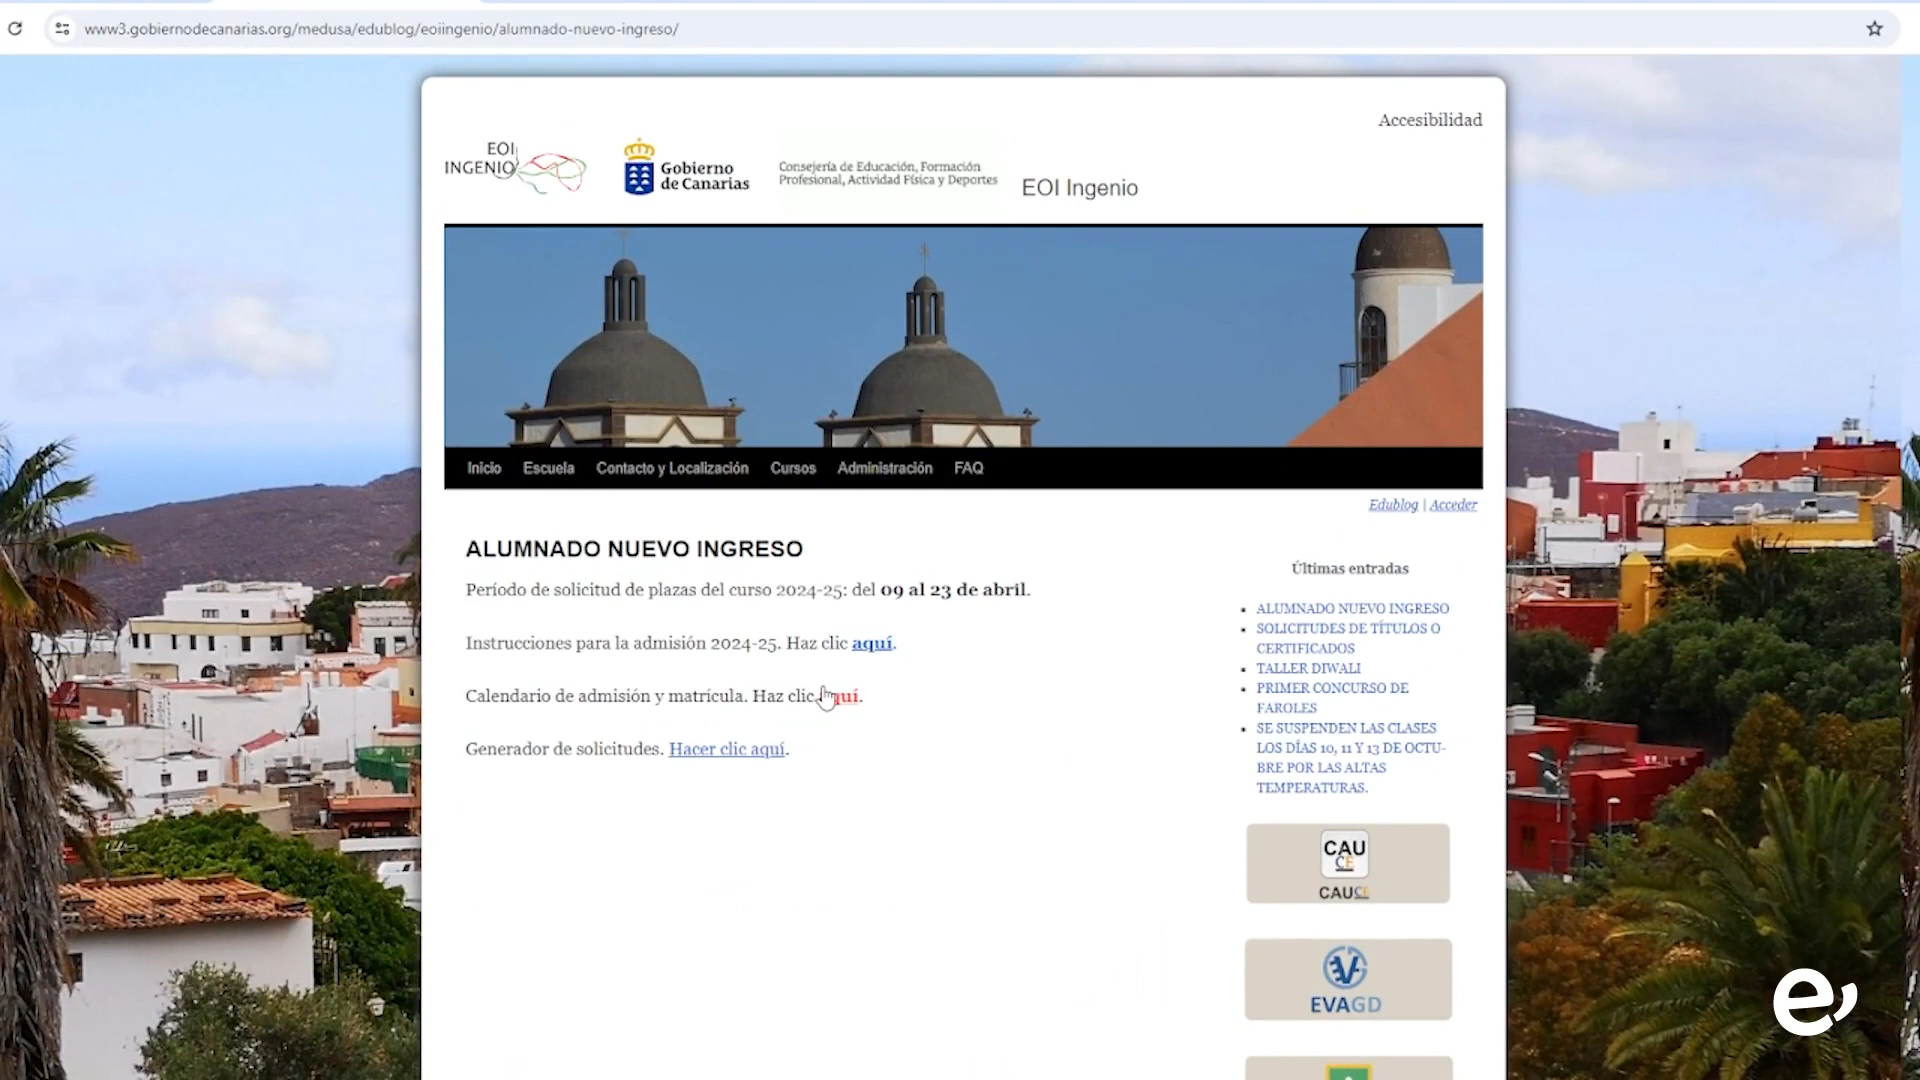 www3.gobiernodecanarias.org/medusa/edublog/eoiingenio/alumnado-nuevo-ingreso/
Accesibilidad
EOI
INGENIO
Gobierno
de Canarias
Consejería de Educación, Formación
Profesional, Actividad Física y Deportes
EOI Ingenio
Inicio Escuela Contacto y Localización Cursos Administración FAQ
Edublog | Acceder
ALUMNADO NUEVO INGRESO
Período de solicitud de plazas del curso 2024-25: del 09 al 23 de abril.
Instrucciones para la admisión 2024-25. Haz clic aquí.
Calendario de admisión y matrícula. Haz clic quí.
Generador de solicitudes. Hacer clic aquí.
Últimas entradas
ALUMNADO NUEVO INGRESO
SOLICITUDES DE TÍTULOS O
CERTIFICADOS
TALLER DIWALI
PRIMER CONCURSO DE
FAROLES
SE SUSPENDEN LAS CLASES
LOS DÍAS 10, 11 Y 13 DE OCTU-
BRE POR LAS ALTAS
TEMPERATURAS.
CAU
CE
CAUCE
EVAGD
e